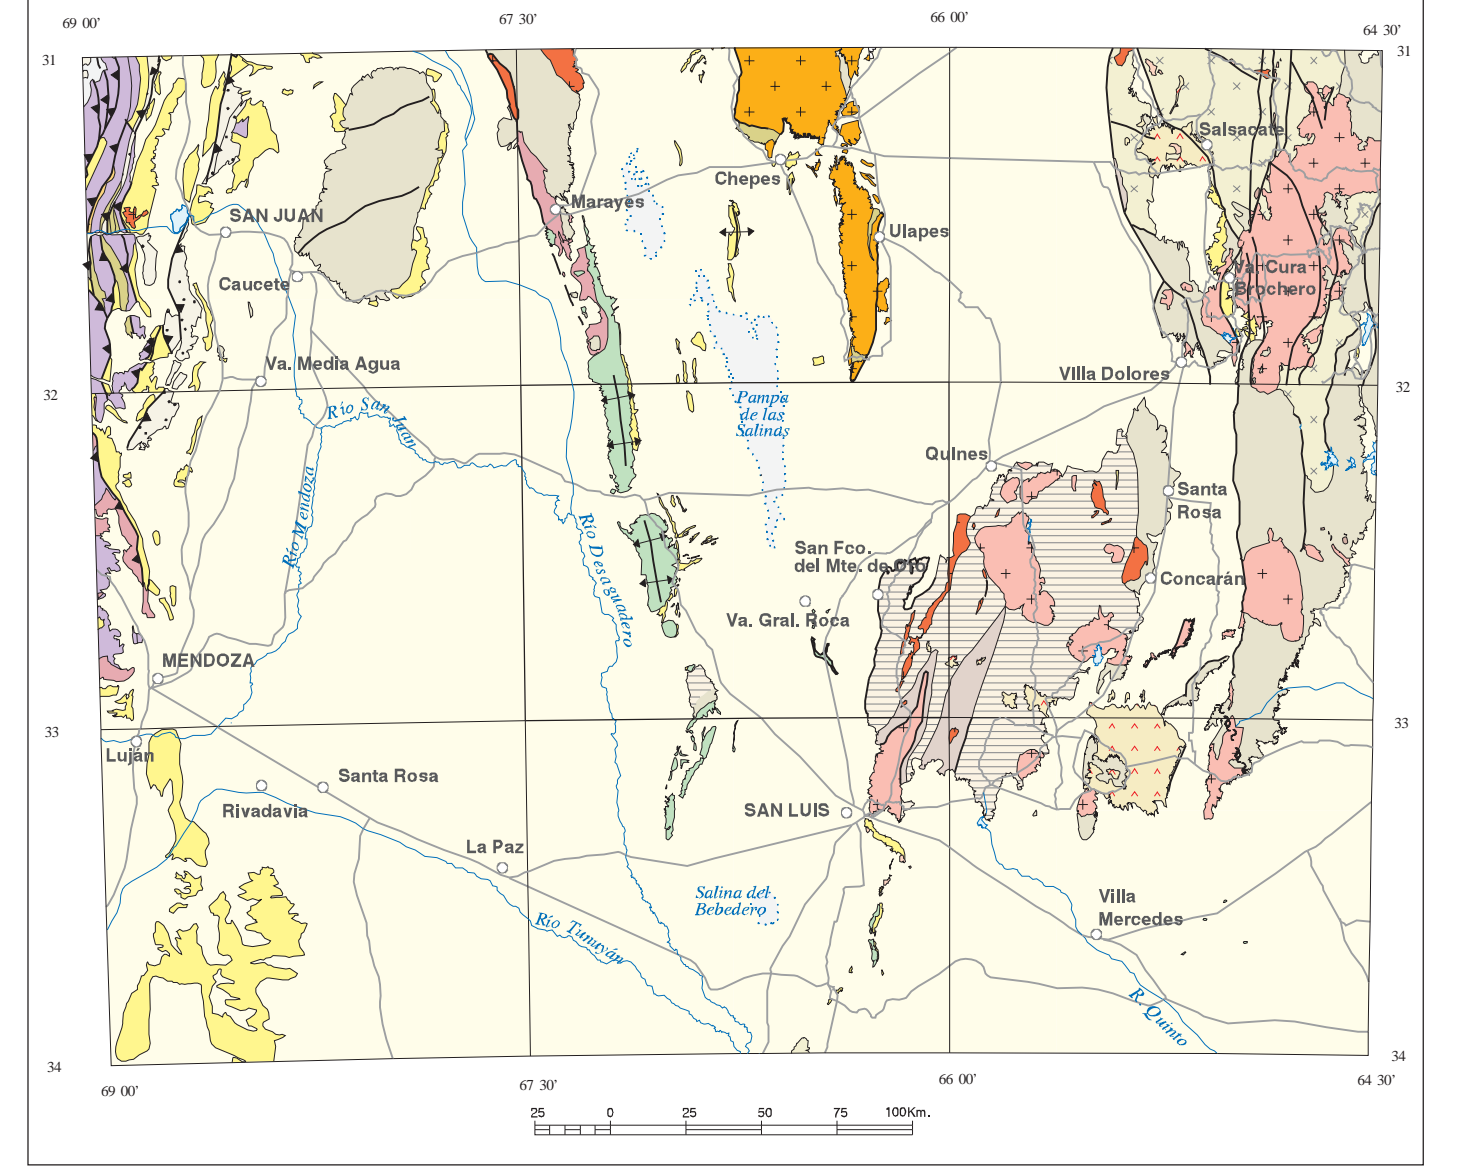 69 00'
67 30'
66 00'
64 30'
31
31
Salsacate
Chepes
Marayes
SAN JUAN
Ulapes
Caucete
Va. Cura
Brochero
Va. Media Agua
VIlla Dolores
32
32
Pampa
de las
Salinas
Río San Juan
Quines
Río Mendoza
Santa
Rosa
Río Desaguadero
San Fco.
del Mte. de Oro
Concarán
Va. Gral. Roca
MENDOZA
33
33
?
Luján
Santa Rosa
Rivadavia
SAN LUIS
La Paz
Salina del
Bebedero
Villa
Mercedes
Río Tunuyán
R. Quinto
34
34
69 00'
67 30'
66 00'
64 30'
25 0 25 50 75 100Km.